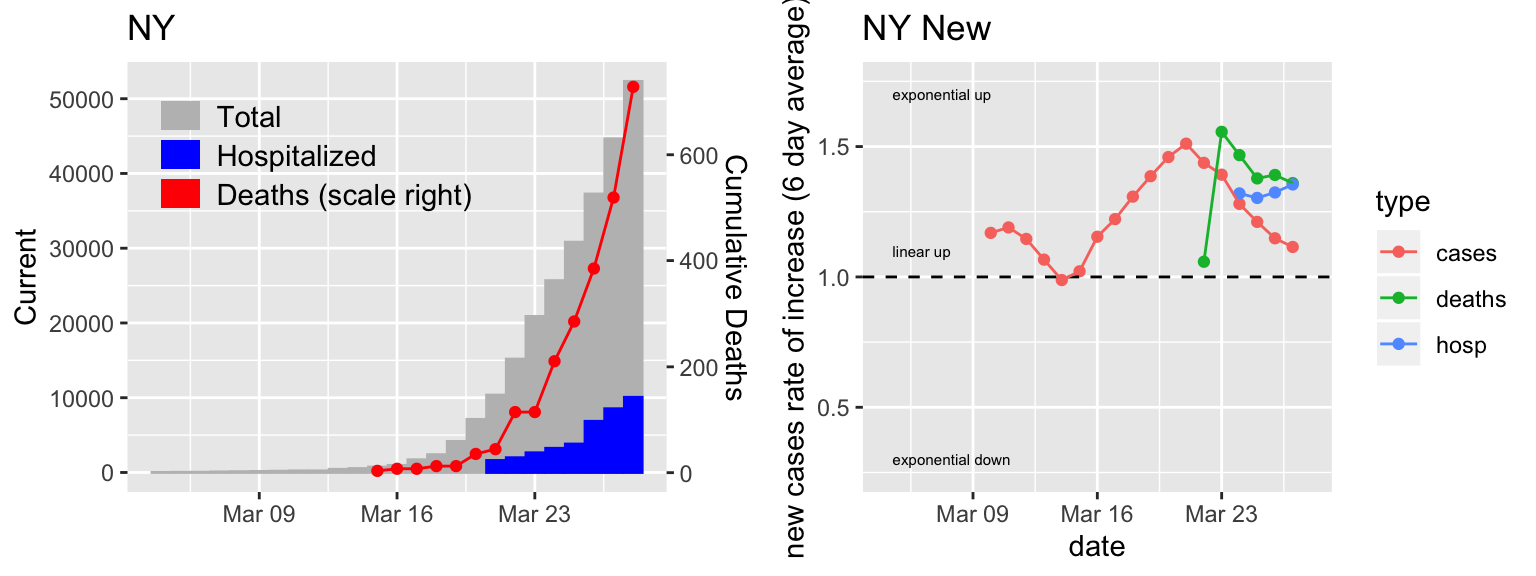 NY
Current
50000
40000
30000
20000
10000
0
Total
Hospitalized
Deaths (scale right)
600
400
200
0
Cumulative Deaths
Mar 09
Mar 16
Mar 23
NY New
new cases rate of increase (6 day average)
1.5
1.0
0.5
exponential up
linear up
exponential down
Mar 09
Mar 16
Mar 23
date
type
cases
deaths
hosp